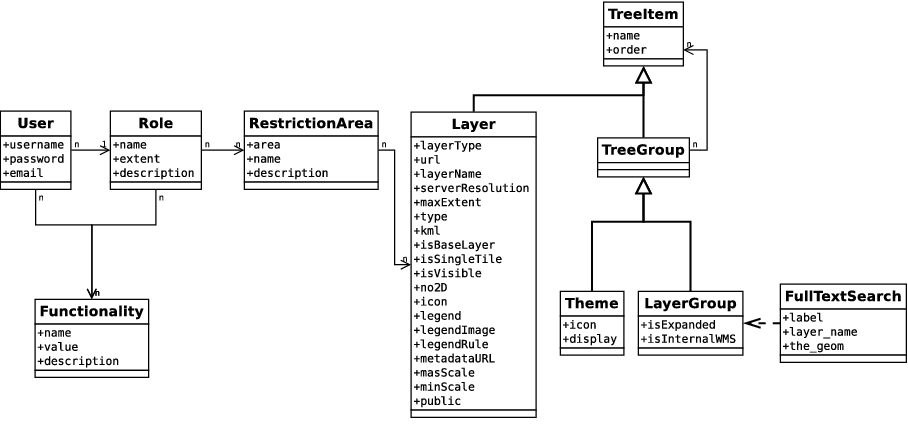 TreeItem
+name
+order
n
n
User
+username
+password
+email
n
1
n
Role
+name
+extent
+description
n
n
n
RestrictionArea
+area
+name
+description
n
n
Layer
+layerType
+url
+layerName
+serverResolution
+maxExtent
+type
+kml
+isBaseLayer
+isSingleTile
+isVisible
+no2D
+icon
+legend
+legendImage
+legendRule
+metadataURL
+masScale
+minScale
+public
TreeGroup
Functionality
+name
+value
+description
n
Theme
+icon
+display
LayerGroup
+isExpanded
+isInternalWMS
FullTextSearch
+label
+layer_name
+the_geom